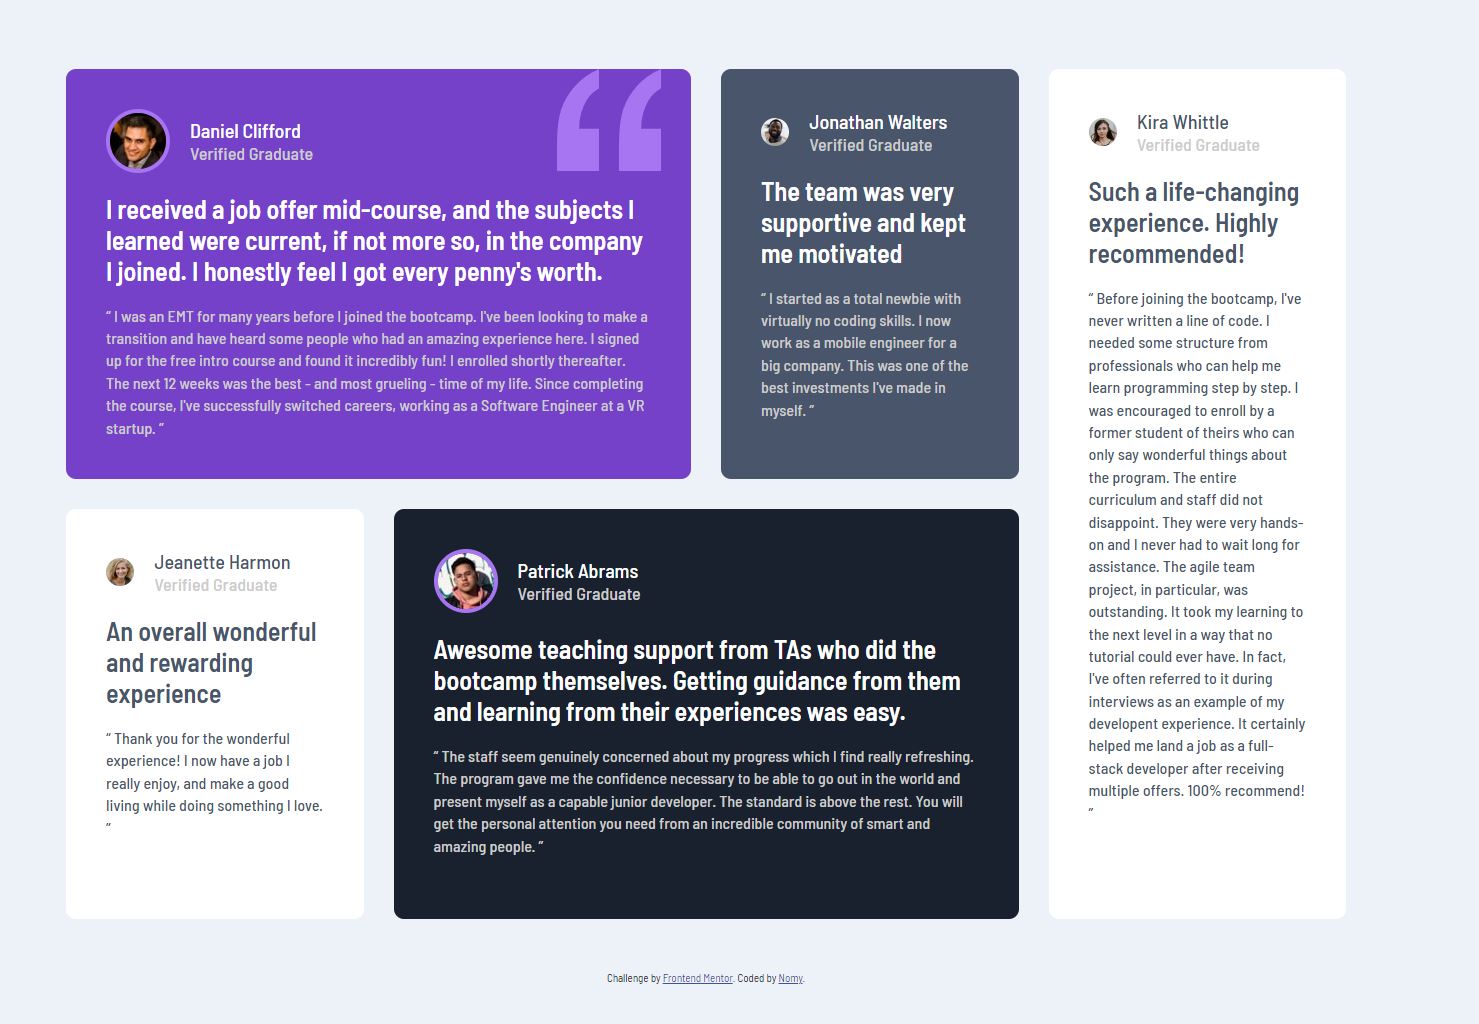 Daniel Clifford
Verified Graduate
I received a job offer mid-course, and the subjects I
learned were current, if not more so, in the company
I joined. I honestly feel I got every penny's worth.
“ I was an EMT for many years before I joined the bootcamp. I've been looking to make a
transition and have heard some people who had an amazing experience here. I signed
up for the free intro course and found it incredibly fun! I enrolled shortly thereafter.
The next 12 weeks was the best - and most grueling - time of my life. Since completing
the course, I've successfully switched careers, working as a Software Engineer at a VR
startup. ”
Jonathan Walters
Verified Graduate
The team was very
supportive and kept
me motivated
“ I started as a total newbie with
virtually no coding skills. I now
work as a mobile engineer for a
big company. This was one of the
best investments I've made in
myself. ”
Kira Whittle
Verified Graduate
Such a life-changing
experience. Highly
recommended!
“ Before joining the bootcamp, I've
never written a line of code. I
needed some structure from
professionals who can help me
learn programming step by step. I
was encouraged to enroll by a
former student of theirs who can
only say wonderful things about
the program. The entire
curriculum and staff did not
disappoint. They were very hands-
on and I never had to wait long for
assistance. The agile team
project, in particular, was
outstanding. It took my learning to
the next level in a way that no
tutorial could ever have. In fact,
I've often referred to it during
interviews as an example of my
developent experience. It certainly
helped me land a job as a full-
stack developer after receiving
multiple offers. 100% recommend!
”
Jeanette Harmon
Verified Graduate
An overall wonderful
and rewarding
experience
“ Thank you for the wonderful
experience! I now have a job I
really enjoy, and make a good
living while doing something I love.
”
Patrick Abrams
Verified Graduate
Awesome teaching support from TAs who did the
bootcamp themselves. Getting guidance from them
and learning from their experiences was easy.
“ The staff seem genuinely concerned about my progress which I find really refreshing.
The program gave me the confidence necessary to be able to go out in the world and
present myself as a capable junior developer. The standard is above the rest. You will
get the personal attention you need from an incredible community of smart and
amazing people. ”
Challenge by Frontend Mentor. Coded by Nomy.